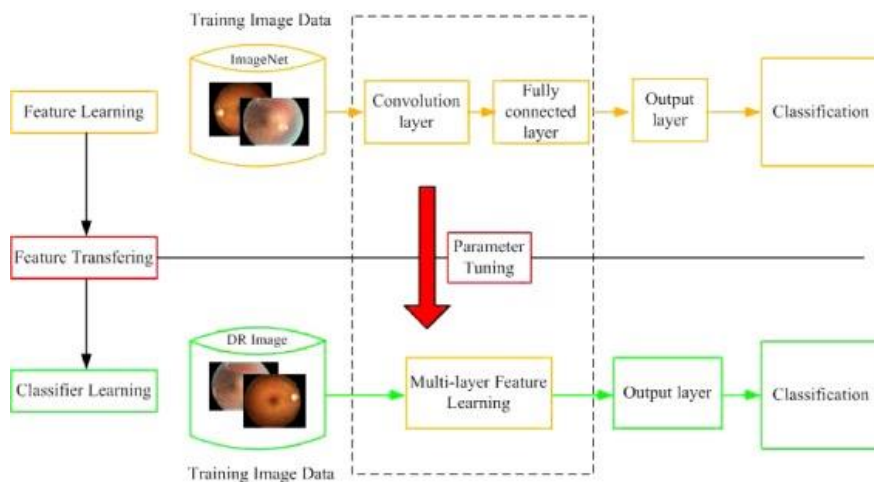 Trainng Image Data
ImageNet
Feature Learning
Convolution
layer
Fully
connected
layer
Output
layer
Classification
Feature Transfering
Parameter
Tuning
DR Image
Classifier Learning
Multi-layer Feature
Learning
Output layer
Classification
Training Image Data